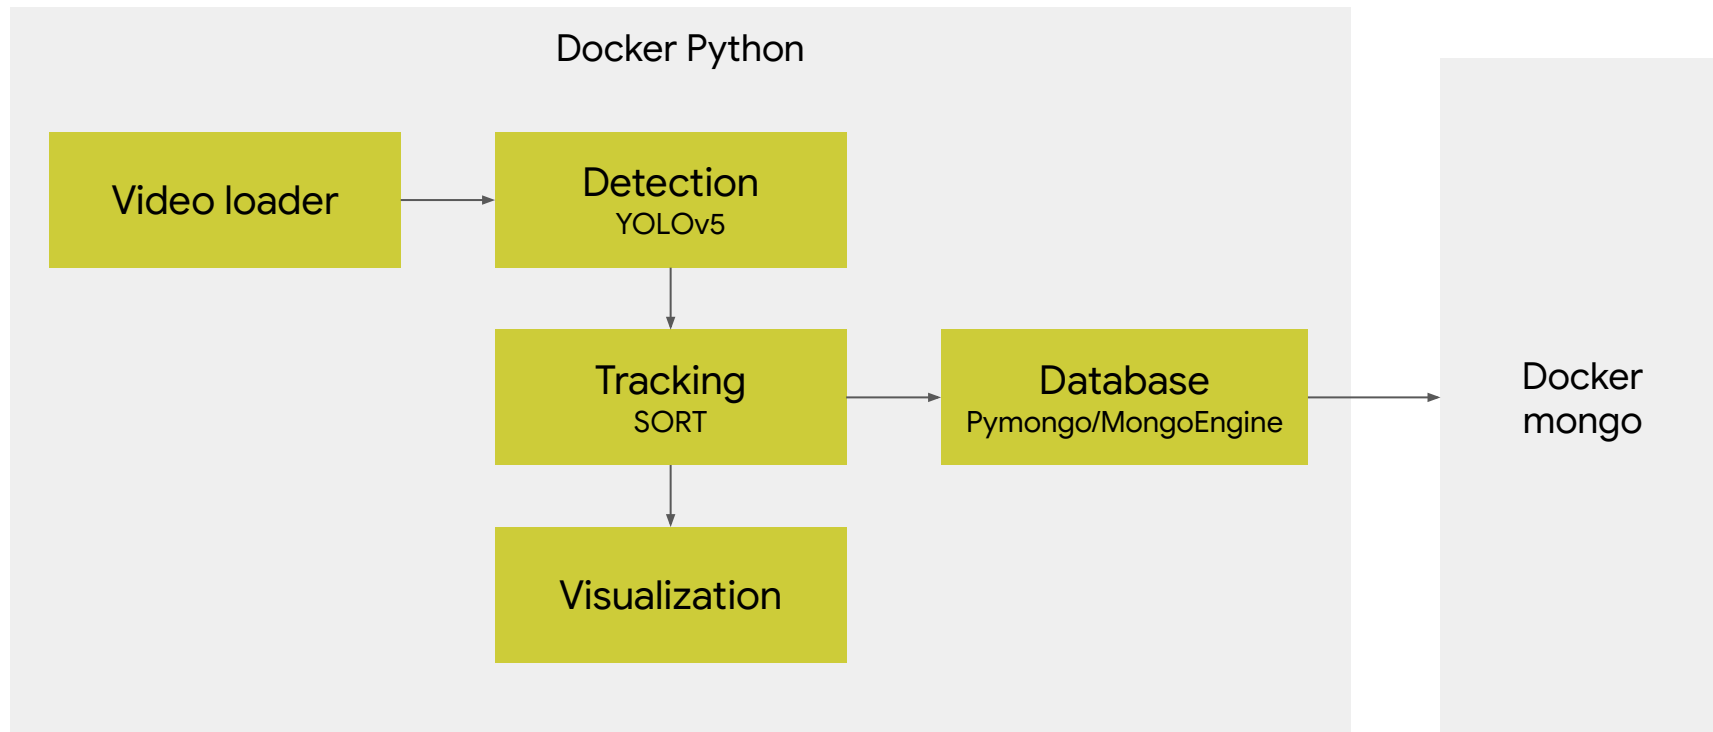 Docker Python
Video loader
Detection
YOLOv5
Tracking
SORT
Database
Pymongo/MongoEngine
Visualization
Docker
mongo